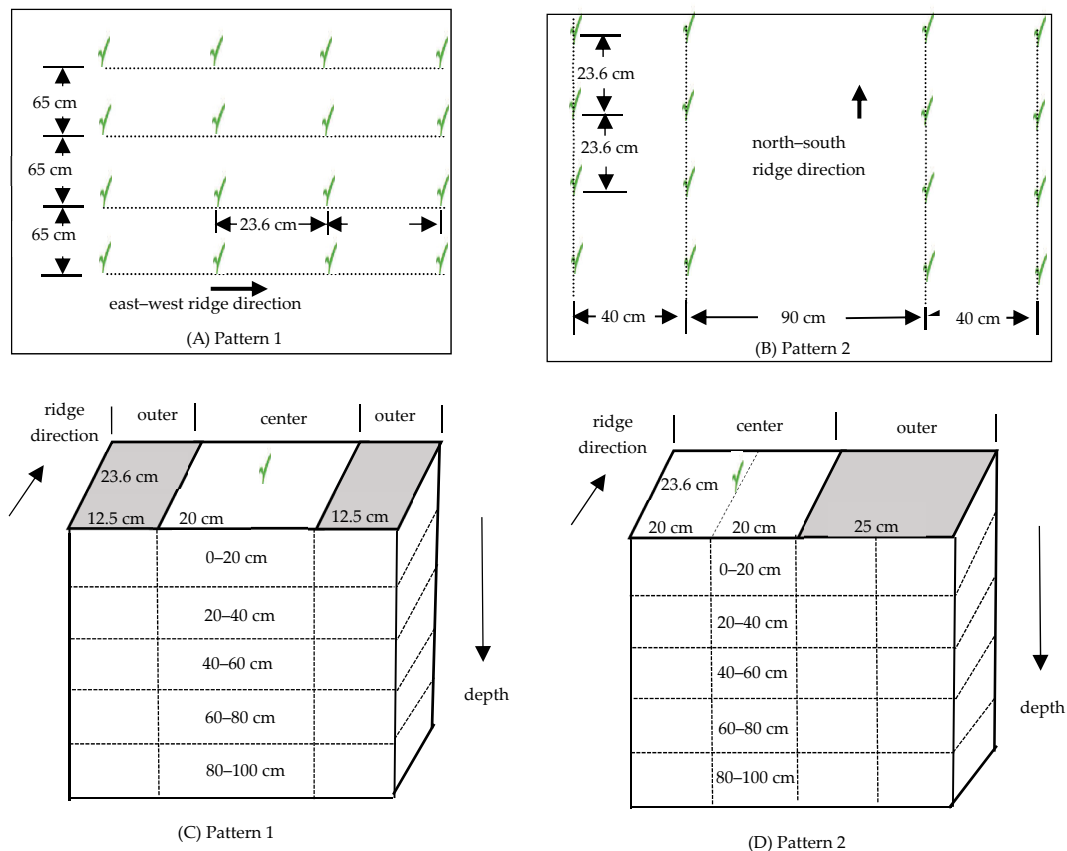 65 cm
65 cm
65 cm
23.6 cm
east–west ridge direction
(A) Pattern 1
23.6 cm
23.6 cm
north–south
ridge direction
40 cm
90 cm
40 cm
(B) Pattern 2
ridge
direction
outer
center
outer
23.6 cm
12.5 cm
20 cm
12.5 cm
0–20 cm
20–40 cm
40–60 cm
60–80 cm
80–100 cm
depth
(C) Pattern 1
ridge
direction
center
outer
23.6 cm
20 cm
20 cm
25 cm
0–20 cm
20–40 cm
40–60 cm
60–80 cm
80–100 cm
depth
(D) Pattern 2